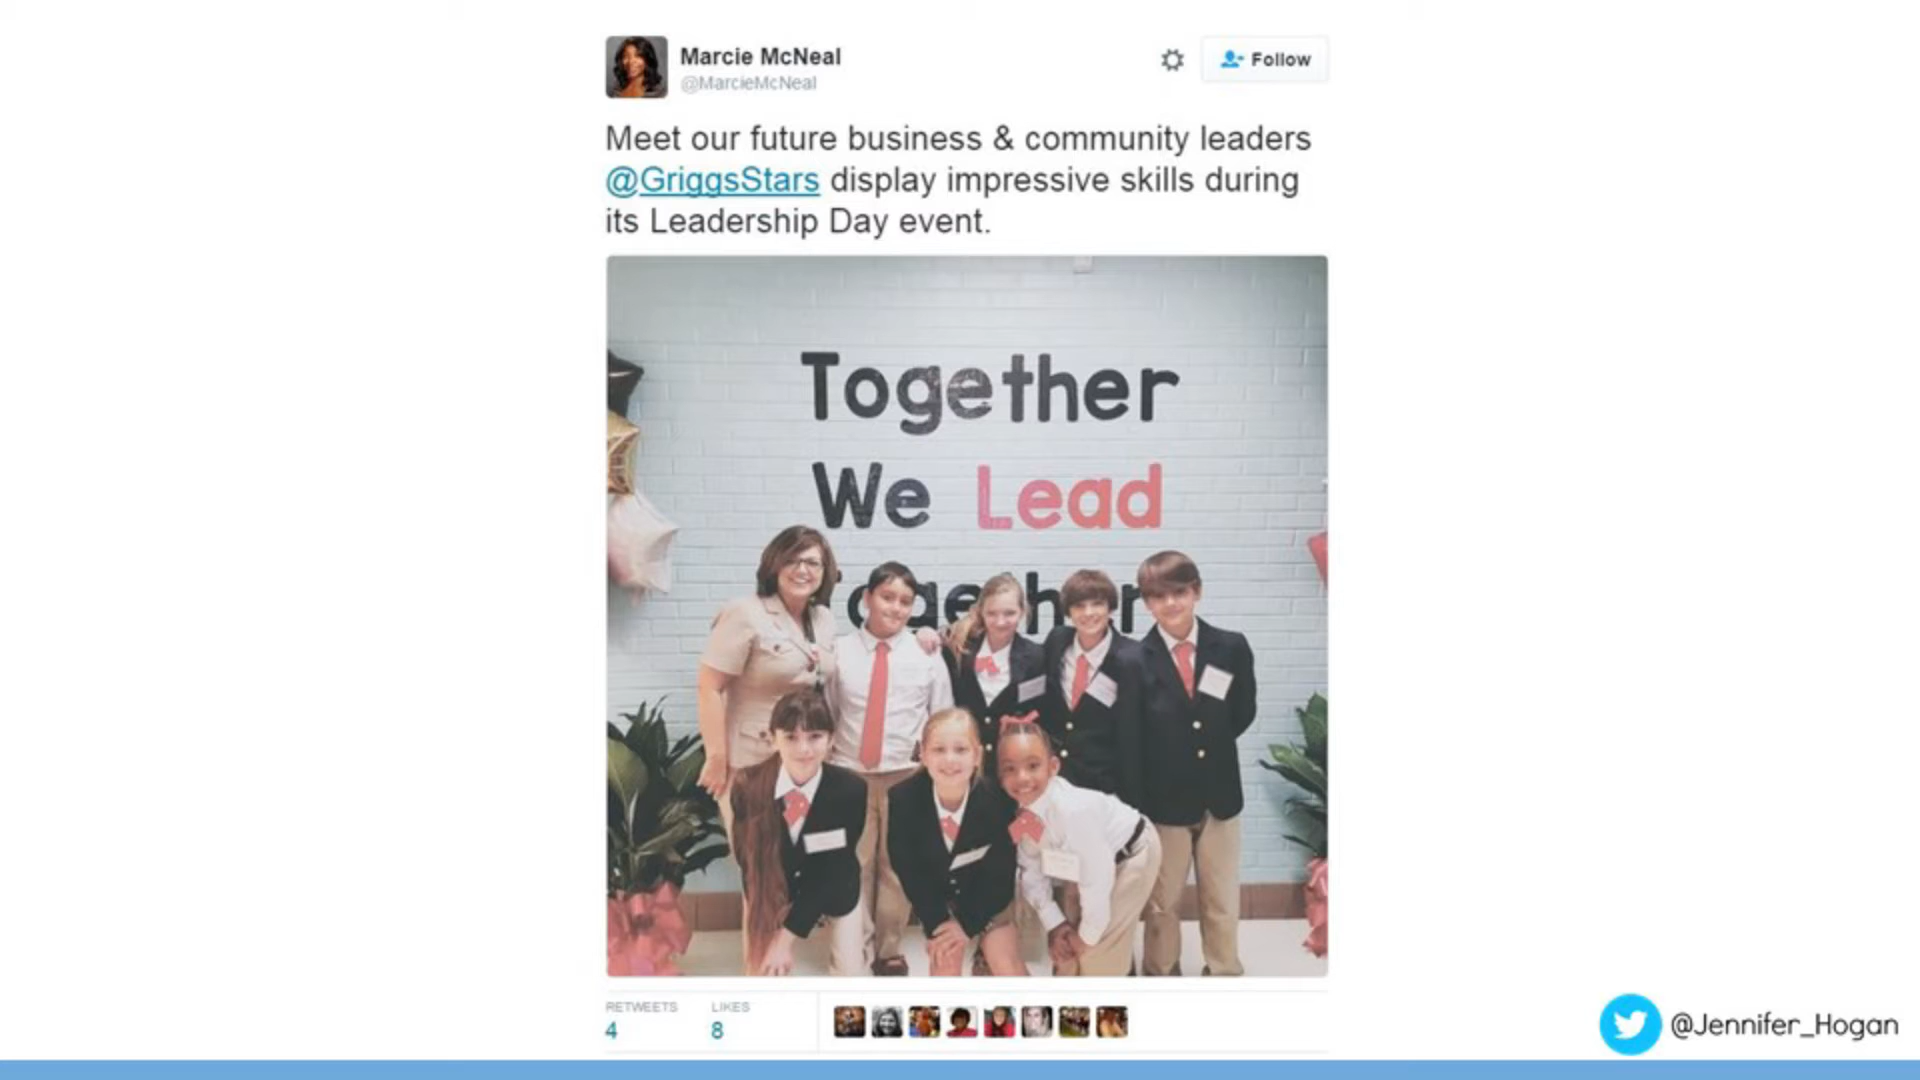 Marcie McNeal
@MarcieMcNeal
Follow
Meet our future business & community leaders
@GriggsStars display impressive skills during
its Leadership Day event.
Together
We Lead
Together
RETWEETS
LIKES
4
8
@Jennifer_Hogan